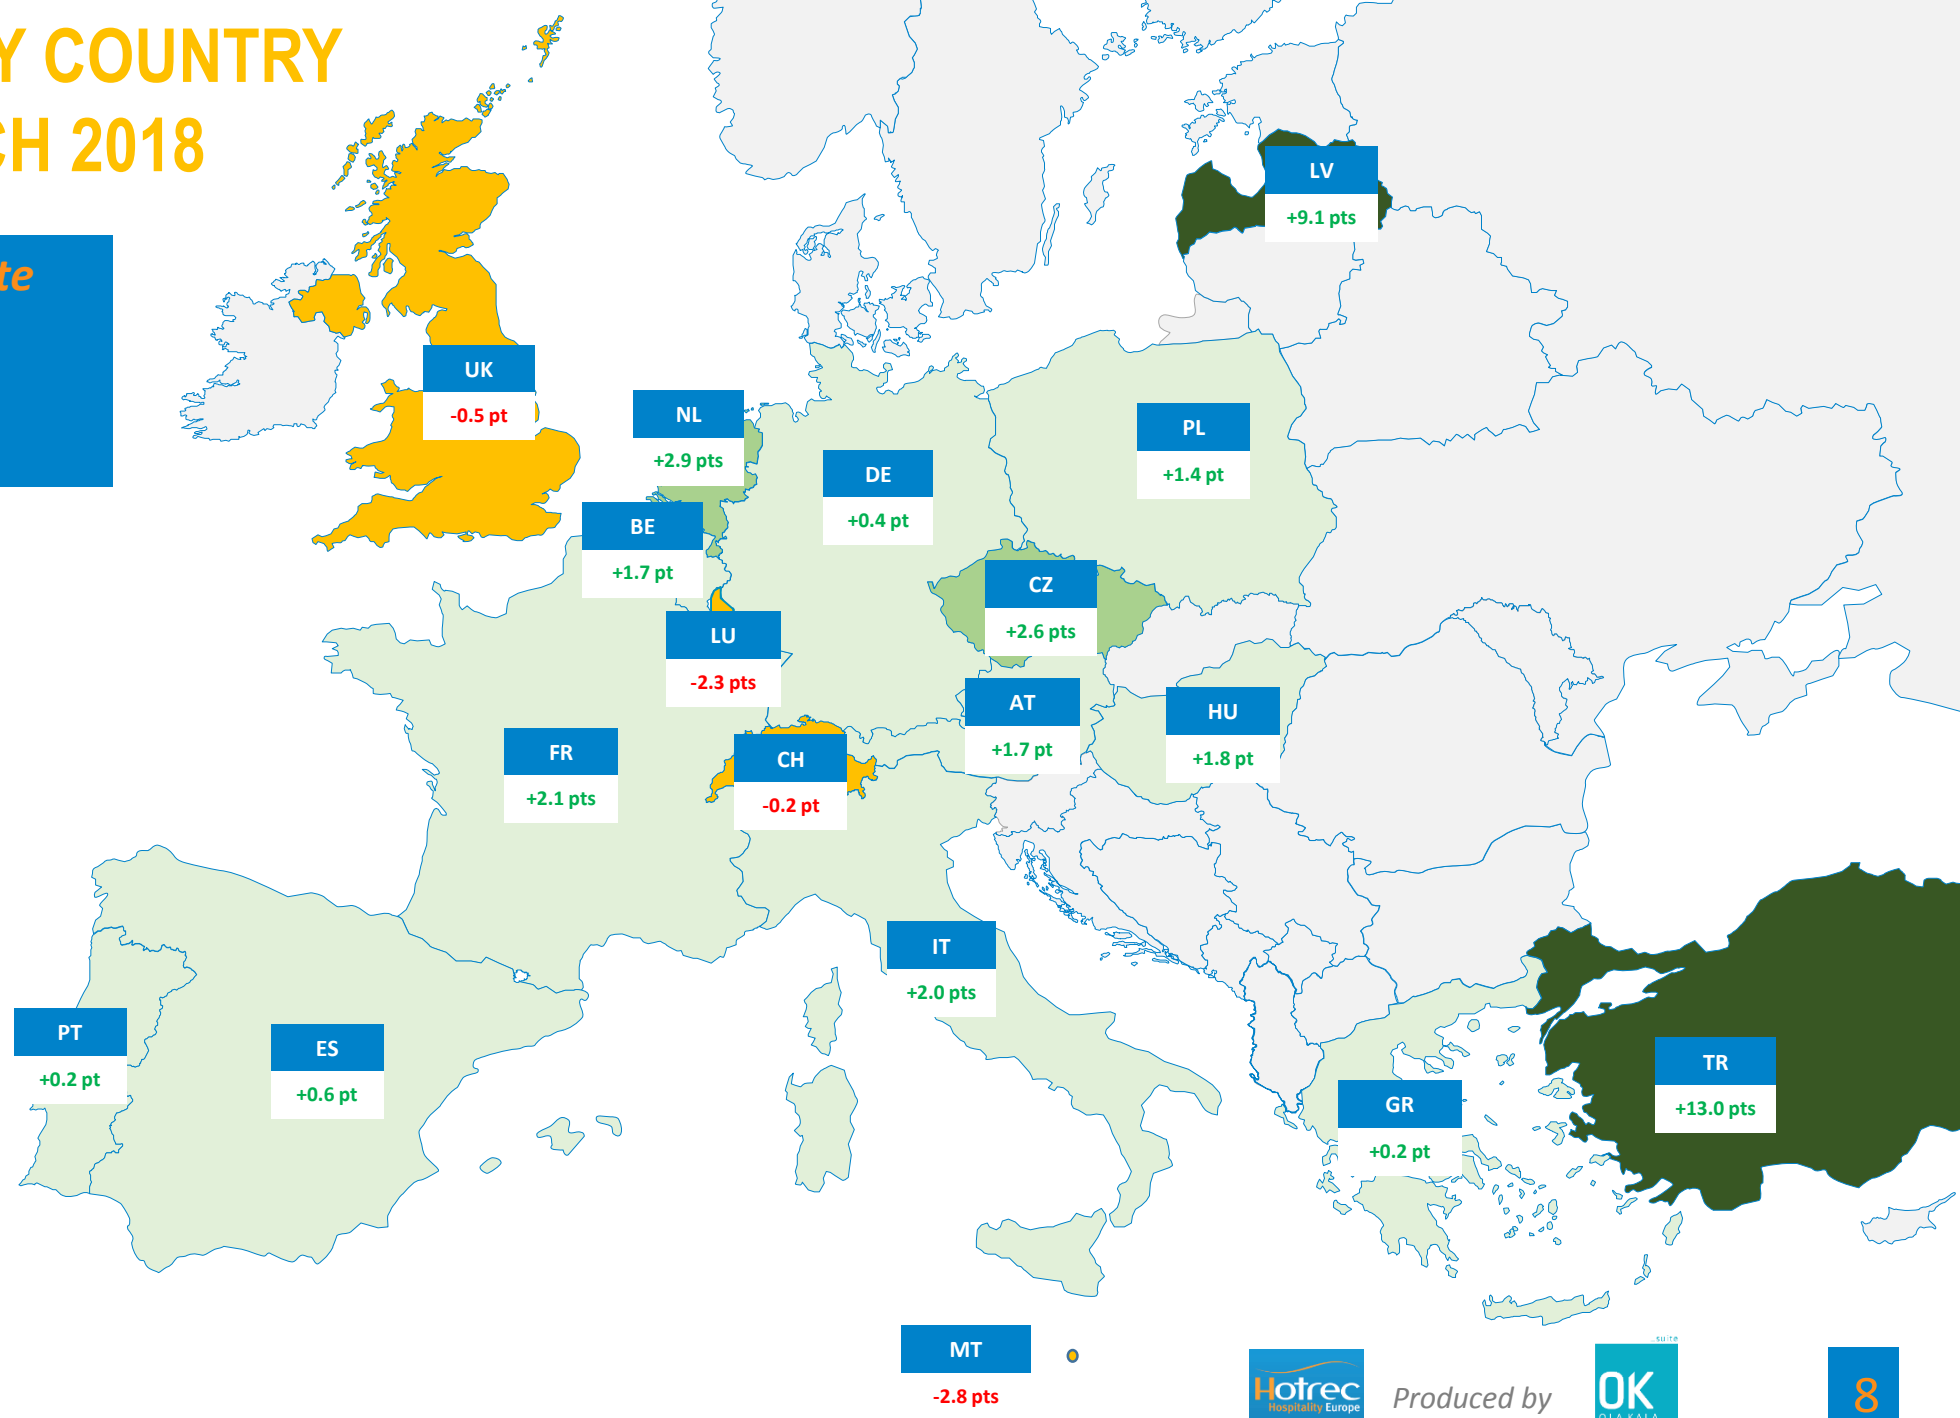 Y COUNTRY
CH 2018
te
LV
+9.1 pts
UK
-0.5 pt
NL
+2.9 pts
PL
+1.4 pt
DE
+0.4 pt
BE
+1.7 pt
CZ
+2.6 pts
LU
-2.3 pts
AT
+1.7 pt
HU
+1.8 pt
FR
+2.1 pts
CH
-0.2 pt
IT
+2.0 pts
PT
+0.2 pt
ES
+0.6 pt
TR
+13.0 pts
GR
+0.2 pt
MT
-2.8 pts
Hotrec
Hospitality Europe
Produced by
suite
OK
OLAKALA
8